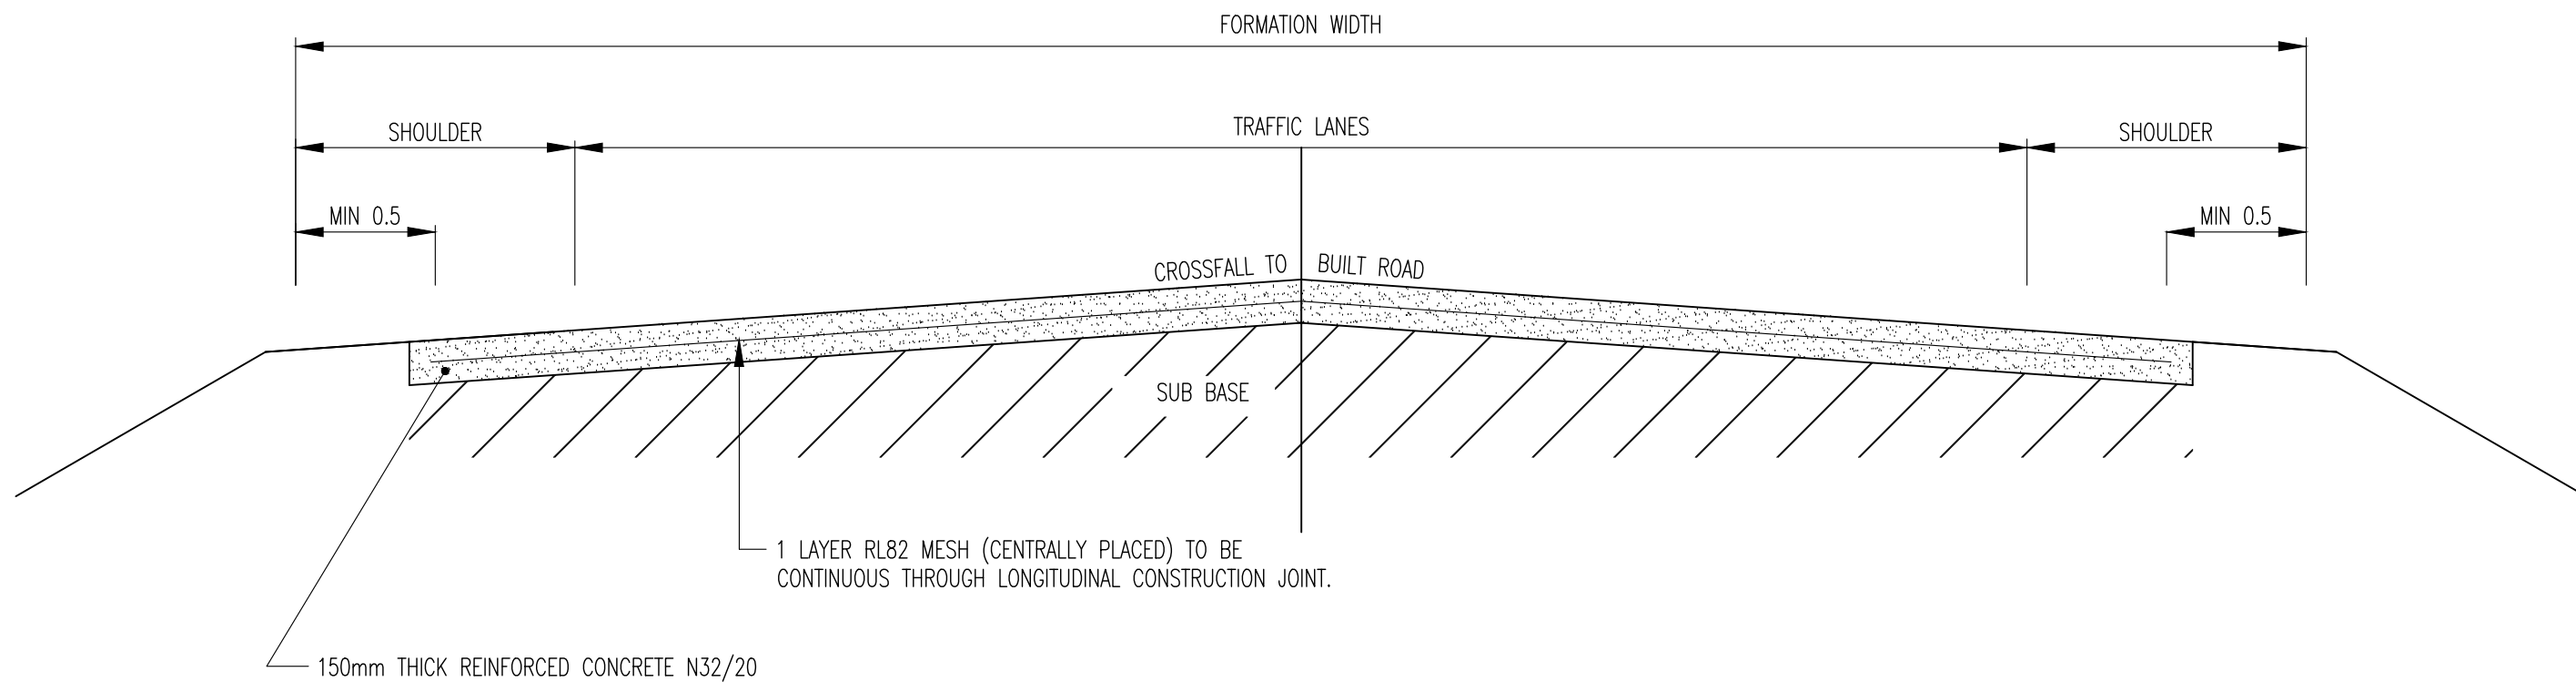 FORMATION WIDTH
SHOULDER
TRAFFIC LANES
SHOULDER
MIN 0.5
MIN 0.5
CROSSFALL TO BUILT ROAD
SUB BASE
1 LAYER RL82 MESH (CENTRALLY PLACED) TO BE
CONTINUOUS THROUGH LONGITUDINAL CONSTRUCTION JOINT.
150mm THICK REINFORCED CONCRETE N32/20